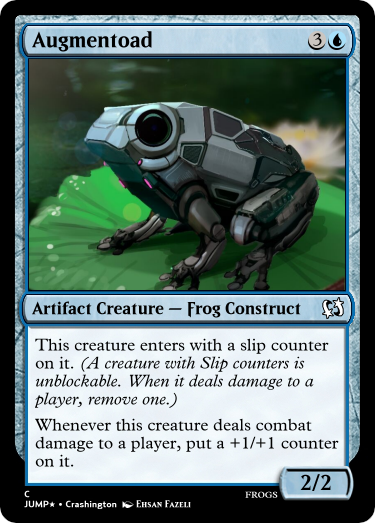 Augmentoad 3
Artifact Creature — Frog Construct
This creature enters with a slip counter
on it. (A creature with Slip counters is
unblockable. When it deals damage to a
player, remove one.)
Whenever this creature deals combat
damage to a player, put a +1/+1 counter
on it.
2/2
C
FROGS
JUMP★ • Crashington Ehsan Fazeli